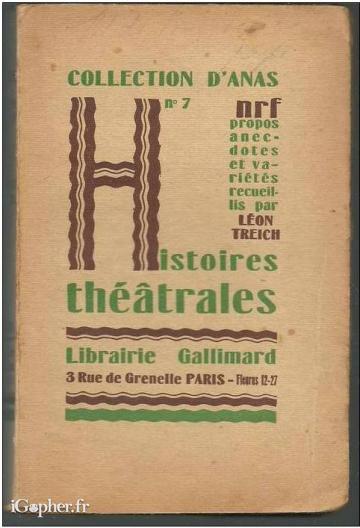 COLLECTION D'ANAS
n° 7
nrf
propos
anec-
dotes
et va-
riétés
recueil-
lis par
LÉON
TREICH
Histoires
théâtrales
Librairie Gallimard
3 Rue de Grenelle PARIS – Fleurus 12-27
iGopher.fr